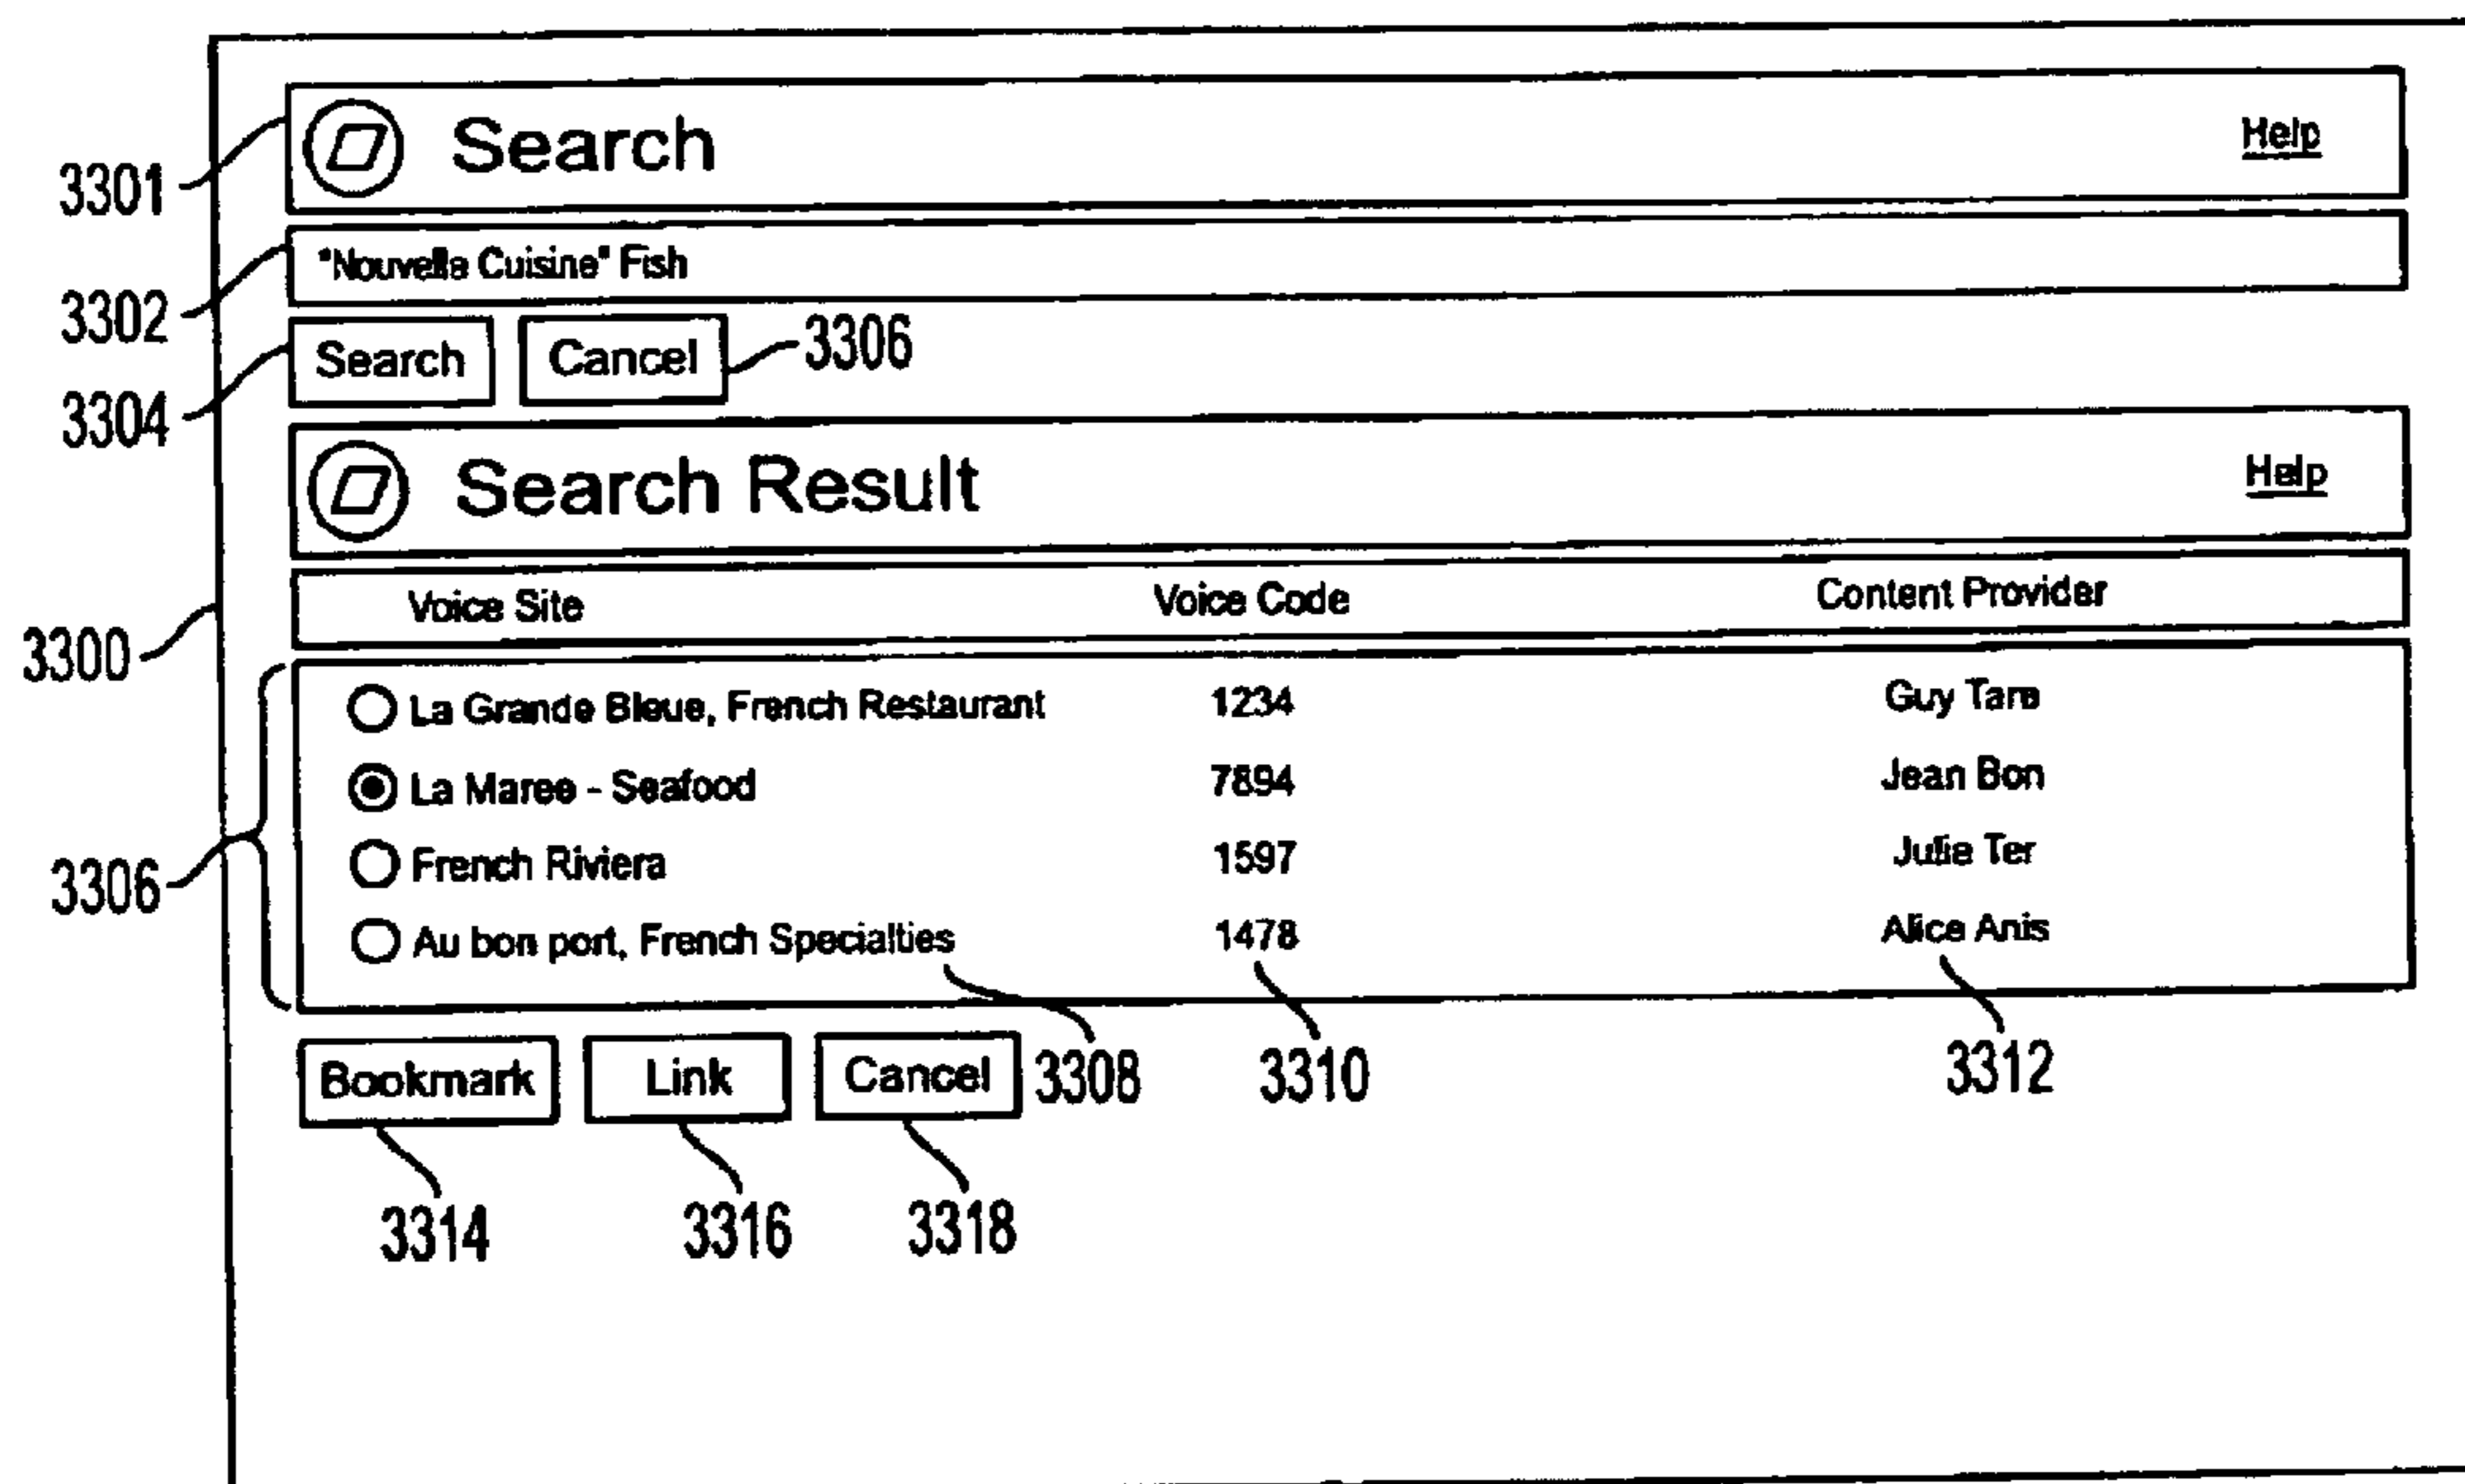 Search Help
3301
"Nouvelle Cuisine" Fish
3302
Search Cancel 3306
3304
Search Result Help
Voice Site Voice Code Content Provider
3300
La Grande Bleue, French Restaurant 1234 Guy Tare
La Maree - Seafood 7894 Jean Bon
French Riviera 1597 Julie Ter
3306
Au bon port, French Specialties 1478 Alice Anis
Bookmark Link Cancel 3308 3310 3312
3314 3316 3318